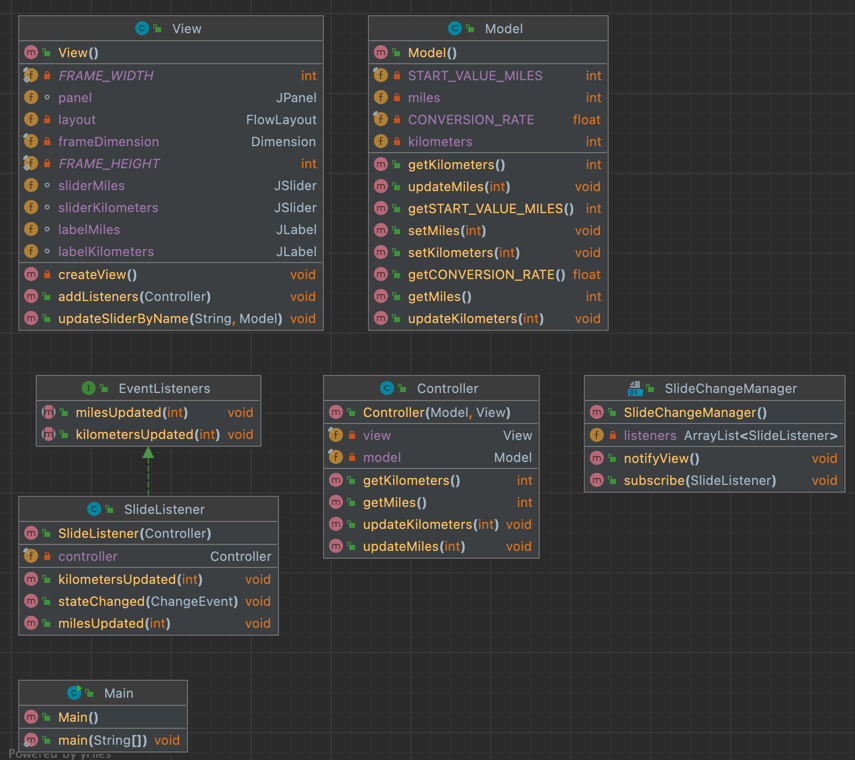 View
View()
FRAME_WIDTH int
panel JPanel
layout FlowLayout
frameDimension Dimension
FRAME_HEIGHT int
sliderMiles JSlider
sliderKilometers JSlider
labelMiles JLabel
labelKilometers JLabel
createView() void
addListeners(Controller) void
updateSliderByName(String, Model) void
Model
Model()
START_VALUE_MILES int
miles int
CONVERSION_RATE float
kilometers int
getKilometers() int
updateMiles(int) void
getSTART_VALUE_MILES() int
setMiles(int) void
setKilometers(int) void
getCONVERSION_RATE() float
getMiles() int
updateKilometers(int) void
EventListeners
milesUpdated(int) void
kilometersUpdated(int) void
Controller
Controller(Model, View)
view View
model Model
getKilometers() int
getMiles() int
updateKilometers(int) void
updateMiles(int) void
SlideChangeManager
SlideChangeManager()
listeners ArrayList<SlideListener>
notifyView() void
subscribe(SlideListener) void
SlideListener
SlideListener(Controller)
controller Controller
kilometersUpdated(int) void
stateChanged(ChangeEvent) void
milesUpdated(int) void
Main
Main()
main(String[]) void
Powered by yFiles